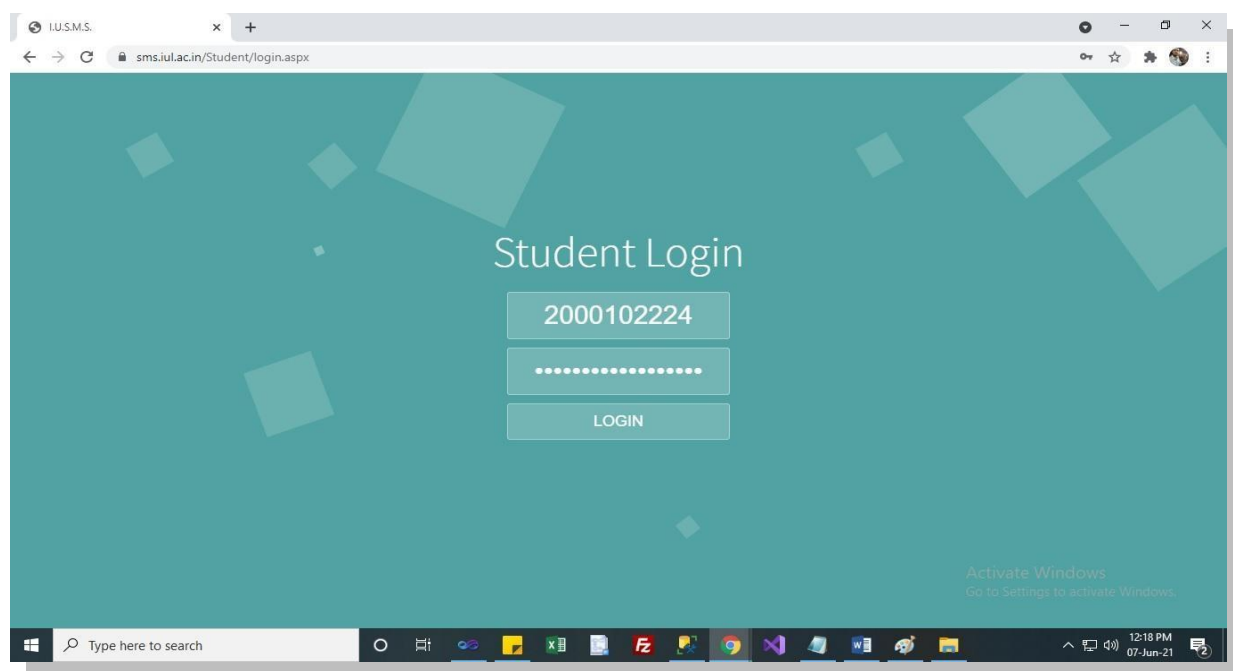 I.U.S.M.S.
sms.iul.ac.in/Student/login.aspx
Student Login
2000102224
••••••••••••••••••
LOGIN
Activate Windows
Go to Settings to activate Windows.
Type here to search
12:18 PM
07-Jun-21
2